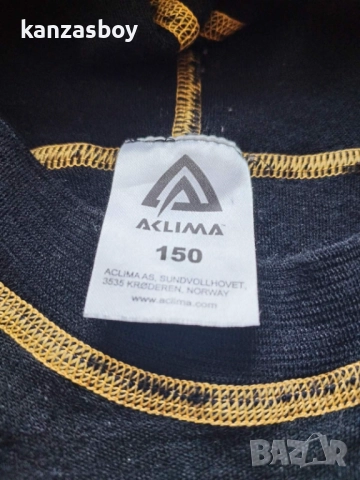 kanzasboy
ACLIMA
150
ACLIMA AS, SUNDVOLLHOVET,
3535 KRØDEREN, NORWAY
www.aclima.com
BAZAR